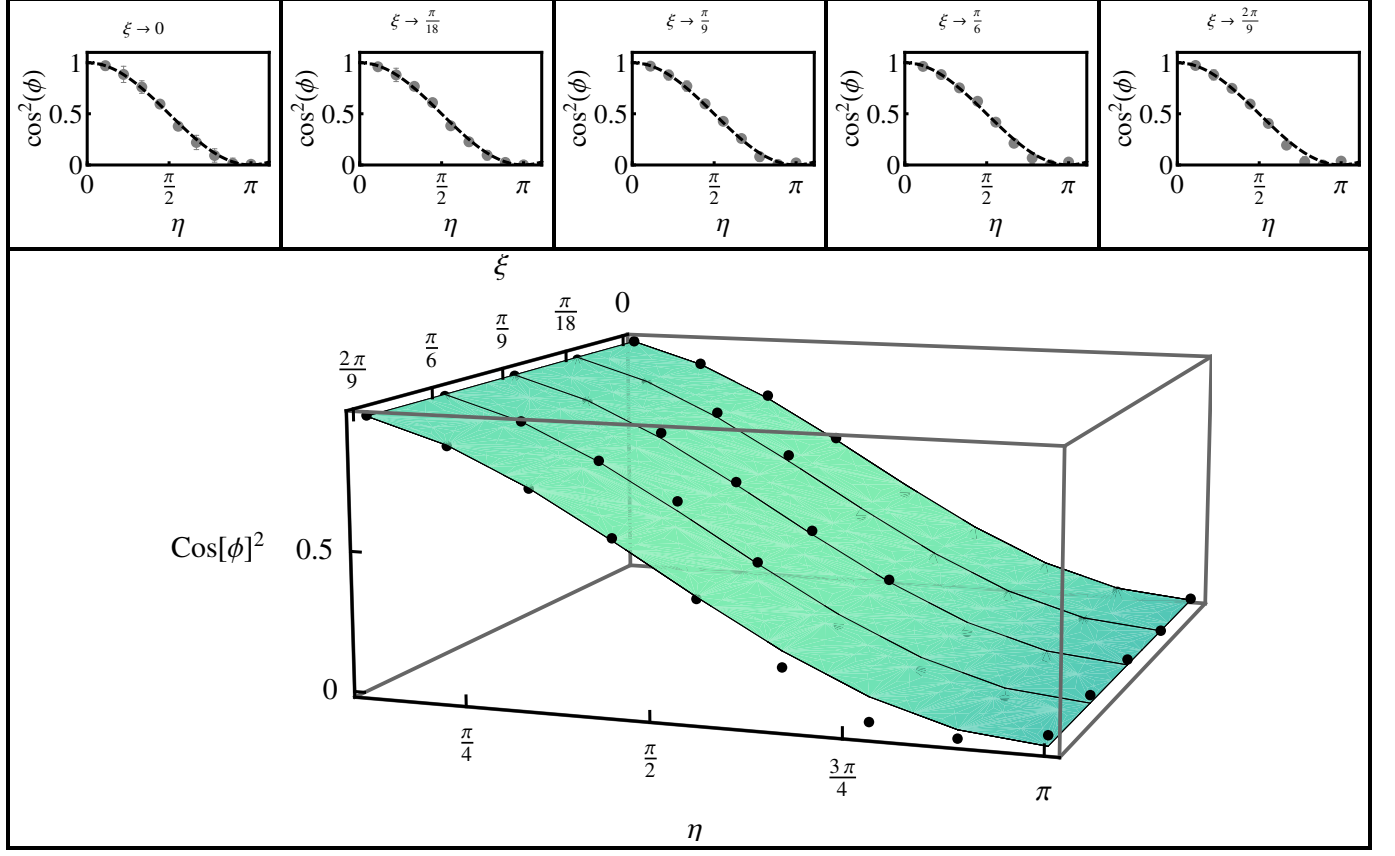 ξ → 0
ξ → π/18
ξ → π/9
ξ → π/6
ξ → 2π/9
cos²(ϕ)
1
0.5
0
0
π/2
π
η
cos²(ϕ)
1
0.5
0
0
π/2
π
η
cos²(ϕ)
1
0.5
0
0
π/2
π
η
cos²(ϕ)
1
0.5
0
0
π/2
π
η
cos²(ϕ)
1
0.5
0
0
π/2
π
η
ξ
0
π/18
π/9
π/6
2π/9
Cos[ϕ]²
0.5
0
π/4
π/2
3π/4
π
η